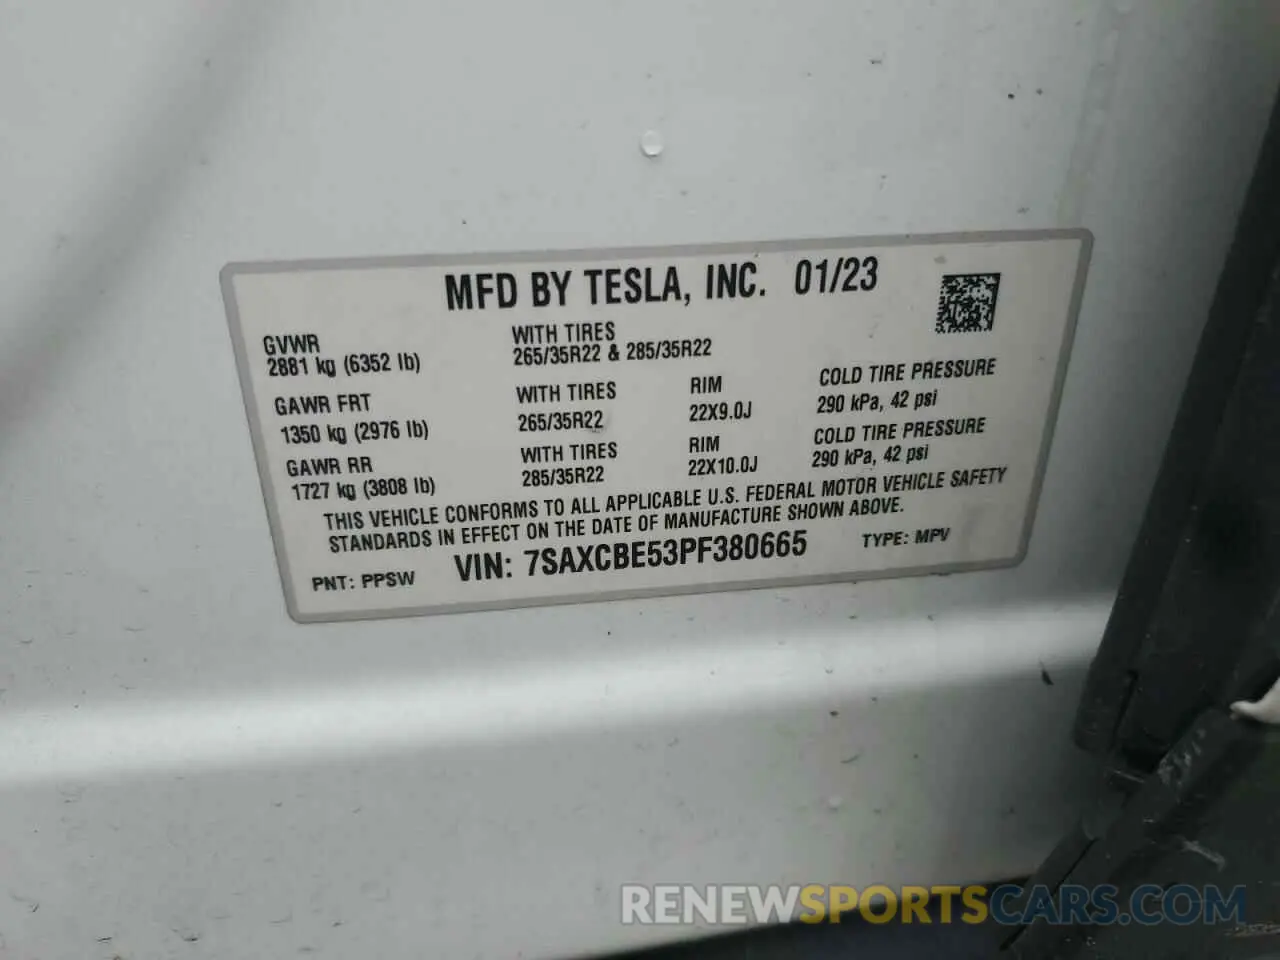 MFD BY TESLA, INC. 01/23
GVWR
2881 kg (6352 lb)
WITH TIRES
265/35R22 & 285/35R22
GAWR FRT
1350 kg (2976 lb)
WITH TIRES
265/35R22
RIM
22X9.0J
COLD TIRE PRESSURE
290 kPa, 42 psi
GAWR RR
1727 kg (3808 lb)
WITH TIRES
285/35R22
RIM
22X10.0J
COLD TIRE PRESSURE
290 kPa, 42 psi
THIS VEHICLE CONFORMS TO ALL APPLICABLE U.S. FEDERAL MOTOR VEHICLE SAFETY
STANDARDS IN EFFECT ON THE DATE OF MANUFACTURE SHOWN ABOVE.
PNT: PPSW
VIN: 7SAXCBE53PF380665
TYPE: MPV
RENEWSPORTSCARS.COM